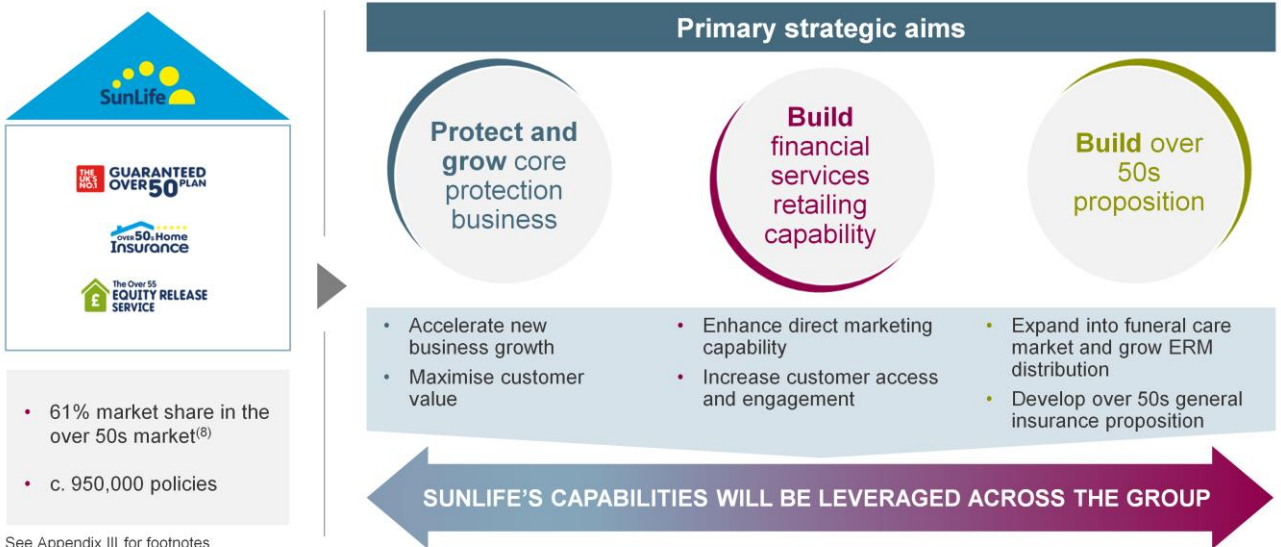 SunLife
THE
UK'S
NO.1
GUARANTEED
OVER 50 PLAN
OVER 50s Home
Insurance
The Over 55
£
EQUITY RELEASE
SERVICE
• 61% market share in the
over 50s market(8)
• c. 950,000 policies
See Appendix III for footnotes
Primary strategic aims
Protect and
grow core
protection
business
Build
financial
services
retailing
capability
Build over
50s
proposition
• Accelerate new
business growth
• Maximise customer
value
• Enhance direct marketing
capability
• Increase customer access
and engagement
• Expand into funeral care
market and grow ERM
distribution
• Develop over 50s general
insurance proposition
SUNLIFE'S CAPABILITIES WILL BE LEVERAGED ACROSS THE GROUP